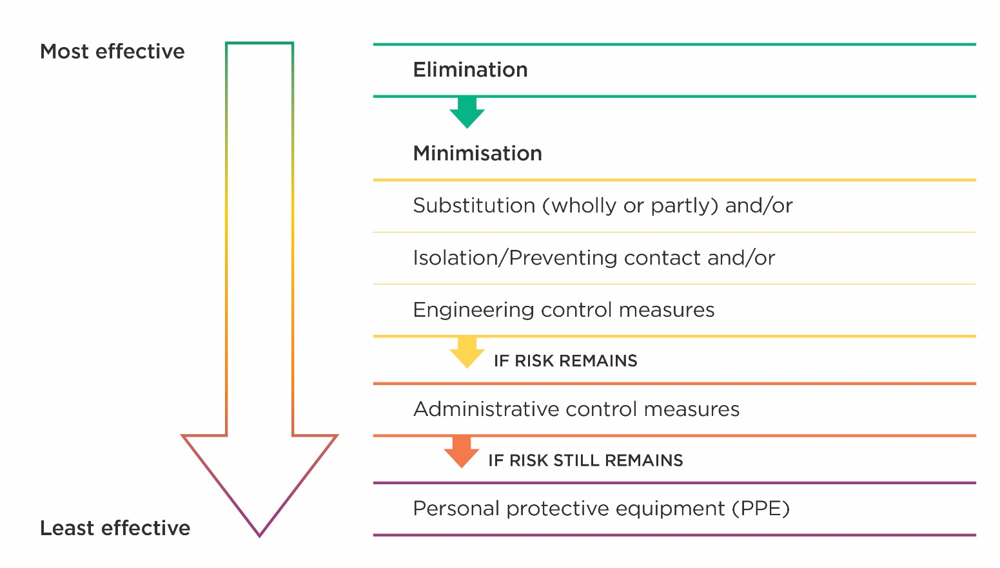 Most effective
Elimination
Minimisation
Substitution (wholly or partly) and/or
Isolation/Preventing contact and/or
Engineering control measures
IF RISK REMAINS
Administrative control measures
IF RISK STILL REMAINS
Personal protective equipment (PPE)
Least effective